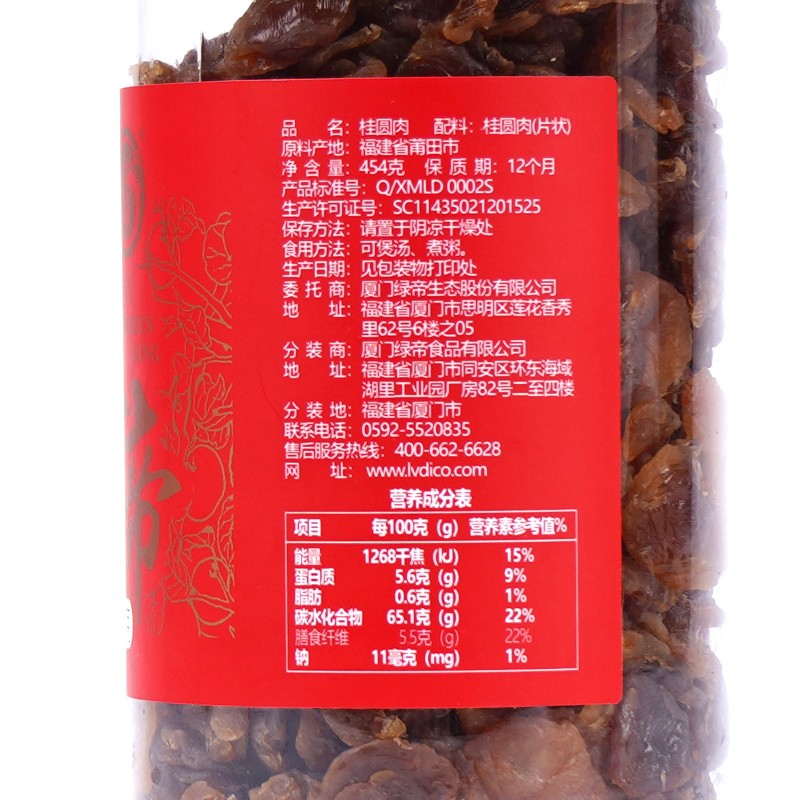 品 名：桂圆肉 配料：桂圆肉(片状)
原料产地：福建省莆田市
净含量：454克 保质期：12个月
产品标准号：Q/XMLD 0002S
生产许可证号：SC11435021201525
保存方法：请置于阴凉干燥处
食用方法：可煲汤、煮粥。
生产日期：见包装物打印处
委托商：厦门绿帝生态股份有限公司
地 址：福建省厦门市思明区莲花香秀
里62号6楼之05
分装商：厦门绿帝食品有限公司
地 址：福建省厦门市同安区环东海域
湖里工业园厂房82号二至四楼
分装地：福建省厦门市
联系电话：0592-5520835
售后服务热线：400-662-6628
网 址：www.lvdico.com
营养成分表
项目 每100克（g） 营养素参考值%
能量 1268千焦（kJ） 15%
蛋白质 5.6克（g） 9%
脂肪 0.6克（g） 1%
碳水化合物 65.1克（g） 22%
膳食纤维 5.5克（g） 22%
钠 11毫克（mg） 1%